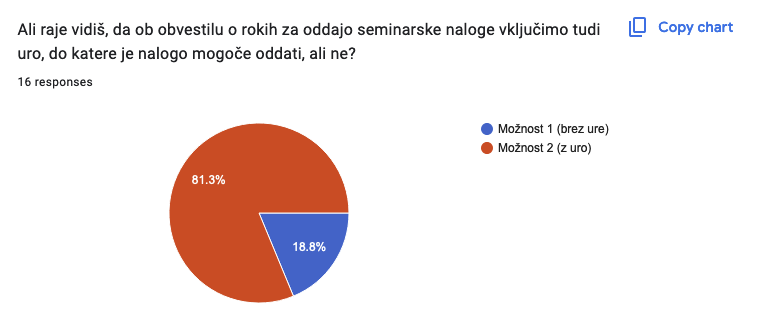 Ali raje vidiš, da ob obvestilu o rokih za oddajo seminarske naloge vključimo tudi
uro, do katere je nalogo mogoče oddati, ali ne?
Copy chart
16 responses
Možnost 1 (brez ure)
Možnost 2 (z uro)
81.3%
18.8%